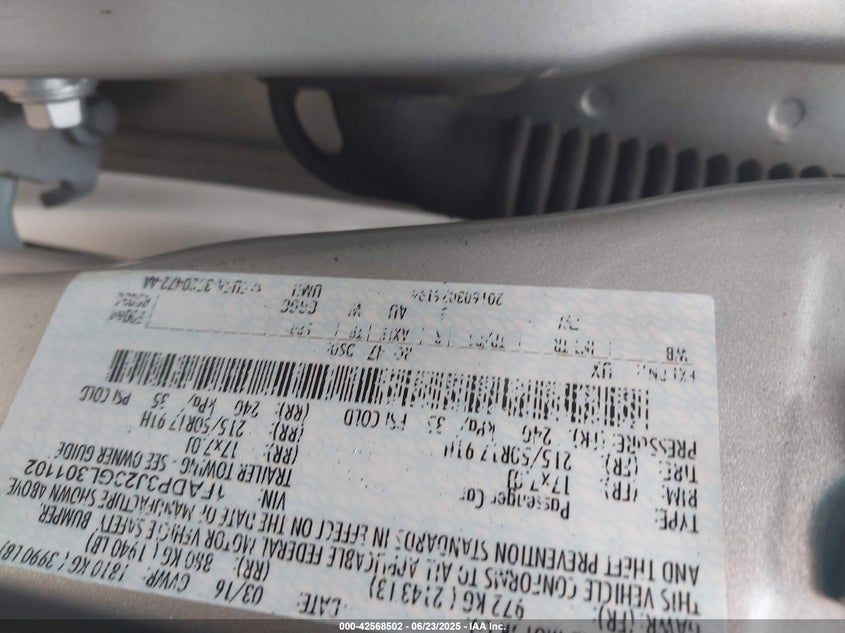 DATE: 03/16 GVWR: 1810 KG ( 3990 LB)
(FR): 972 KG ( 2143 LB) (RR): 880 KG ( 1940 LB)
THIS VEHICLE CONFORMS TO ALL APPLICABLE FEDERAL MOTOR VEHICLE SAFETY, BUMPER,
AND THEFT PREVENTION STANDARDS IN EFFECT ON THE DATE OF MANUFACTURE SHOWN ABOVE.
VIN: 1FADP3J23GL301102
TYPE: Passenger Car TRAILER TOWING - SEE OWNER GUIDE
RIM: (FR): 17x7.0J (RR): 17x7.0J
TIRE: (FR): 215/50R17 91H (RR): 215/50R17 91H
PRESSURE: (FR): 240 kPa/ 35 PSI COLD (RR): 240 kPa/ 35 PSI COLD
UX
WB
000-42568502 - 06/23/2025 - IAA Inc.